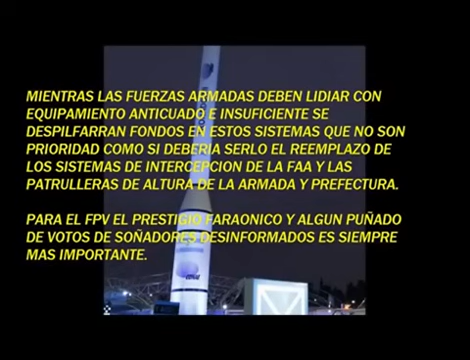 MIENTRAS LAS FUERZAS ARMADAS DEBEN LIDIAR CON
EQUIPAMIENTO ANTICUADO E INSUFICIENTE SE
DESPILFARRAN FONDOS EN ESTOS SISTEMAS QUE NO SON
PRIORIDAD COMO SI DEBERIA SERLO EL REEMPLAZO DE
LOS SISTEMAS DE INTERCEPCION DE LA FAA Y LAS
PATRULLERAS DE ALTURA DE LA ARMADA Y PREFECTURA.
PARA EL FPV EL PRESTIGIO FARAONICO Y ALGUN PUÑADO
DE VOTOS DE SOÑADORES DESINFORMADOS ES SIEMPRE
MAS IMPORTANTE.